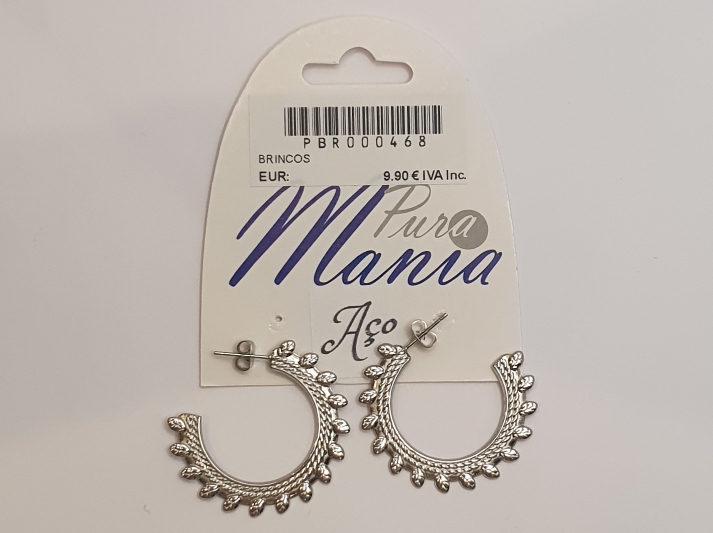 PBR000468
BRINCOS
EUR: 9.90 € IVA Inc.
Pura
Mania
Aço